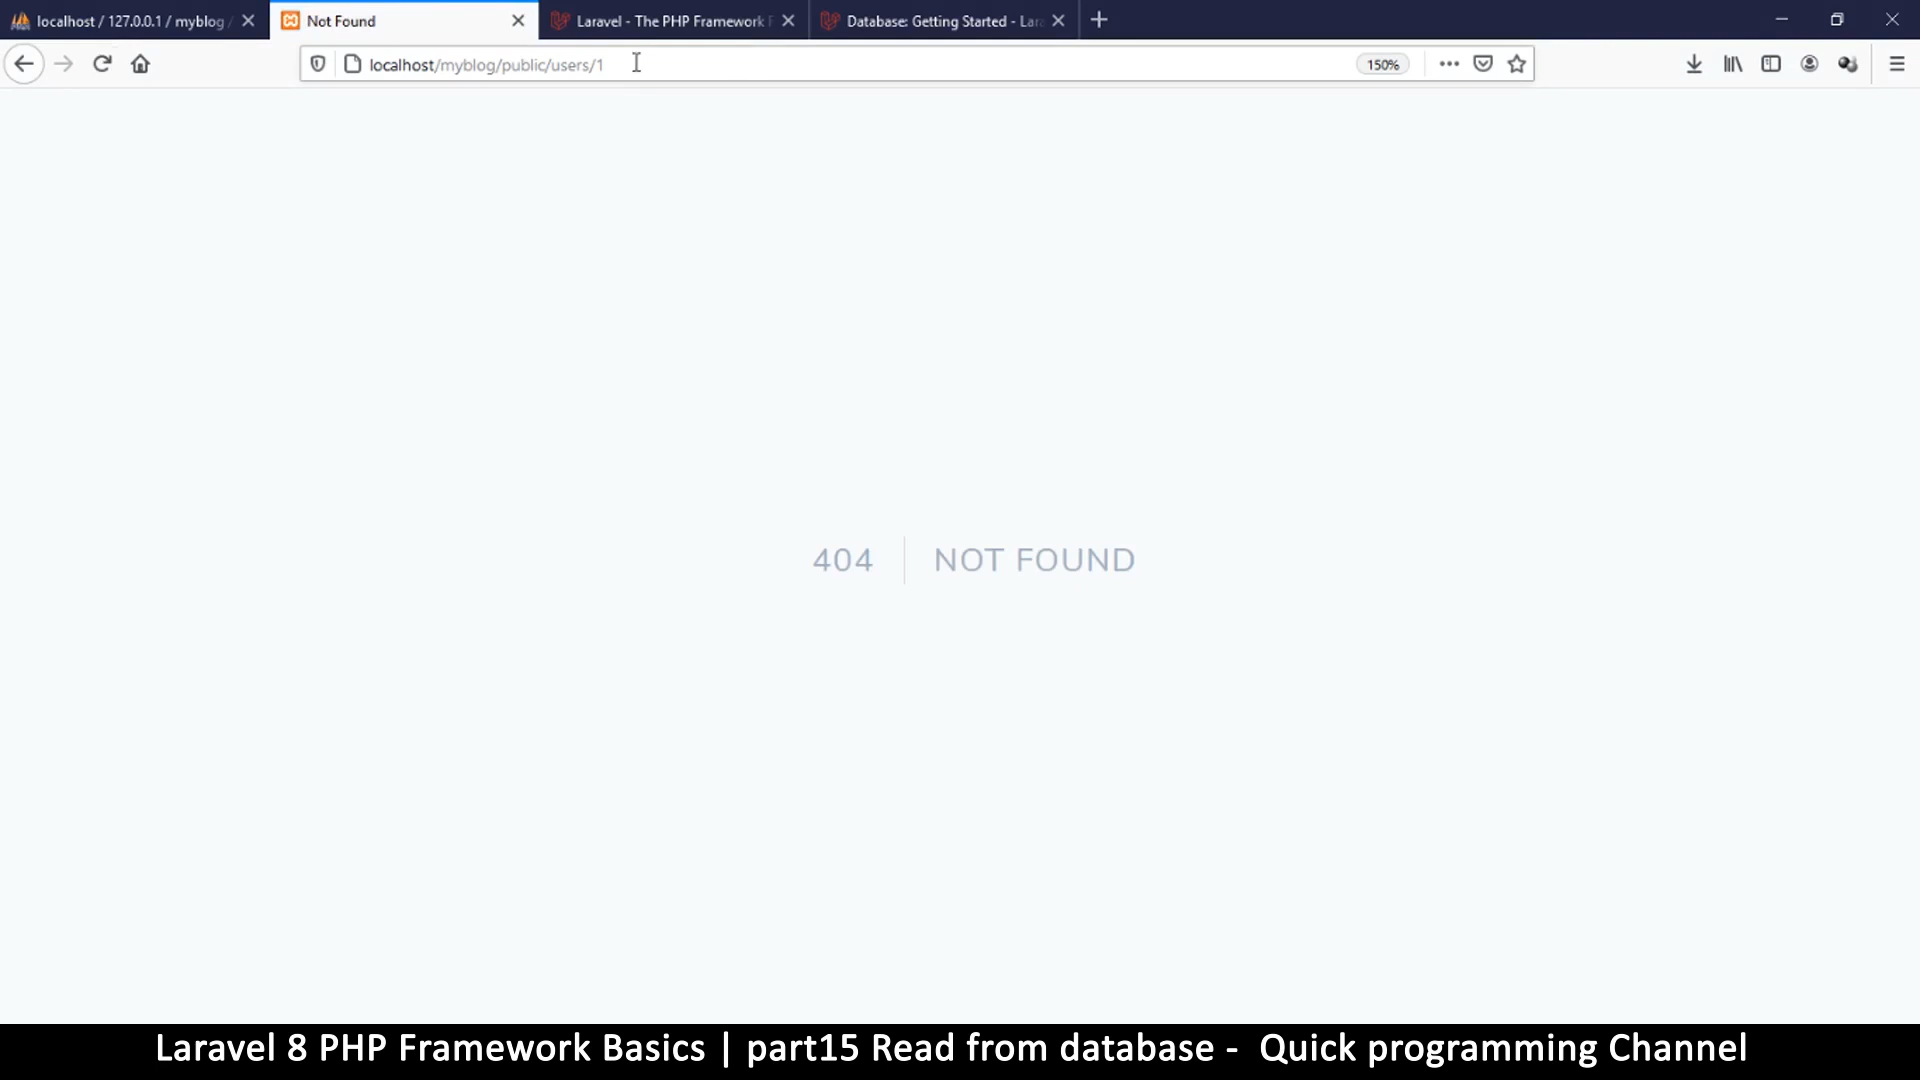 localhost / 127.0.0.1 / myblog /
Not Found
Laravel - The PHP Framework F
Database: Getting Started - Lara
localhost/myblog/public/users/1
150%
404
NOT FOUND
Laravel 8 PHP Framework Basics | part15 Read from database - Quick programming Channel